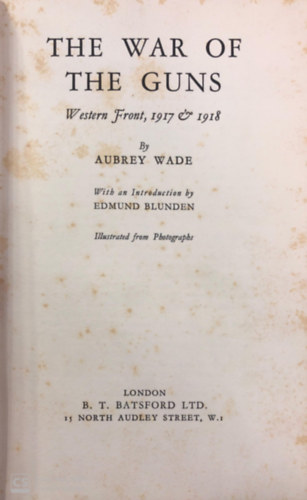 THE WAR OF
THE GUNS
Western Front, 1917 & 1918
By
AUBREY WADE
With an Introduction by
EDMUND BLUNDEN
Illustrated from Photographs
LONDON
B. T. BATSFORD LTD.
15 NORTH AUDLEY STREET, W.1